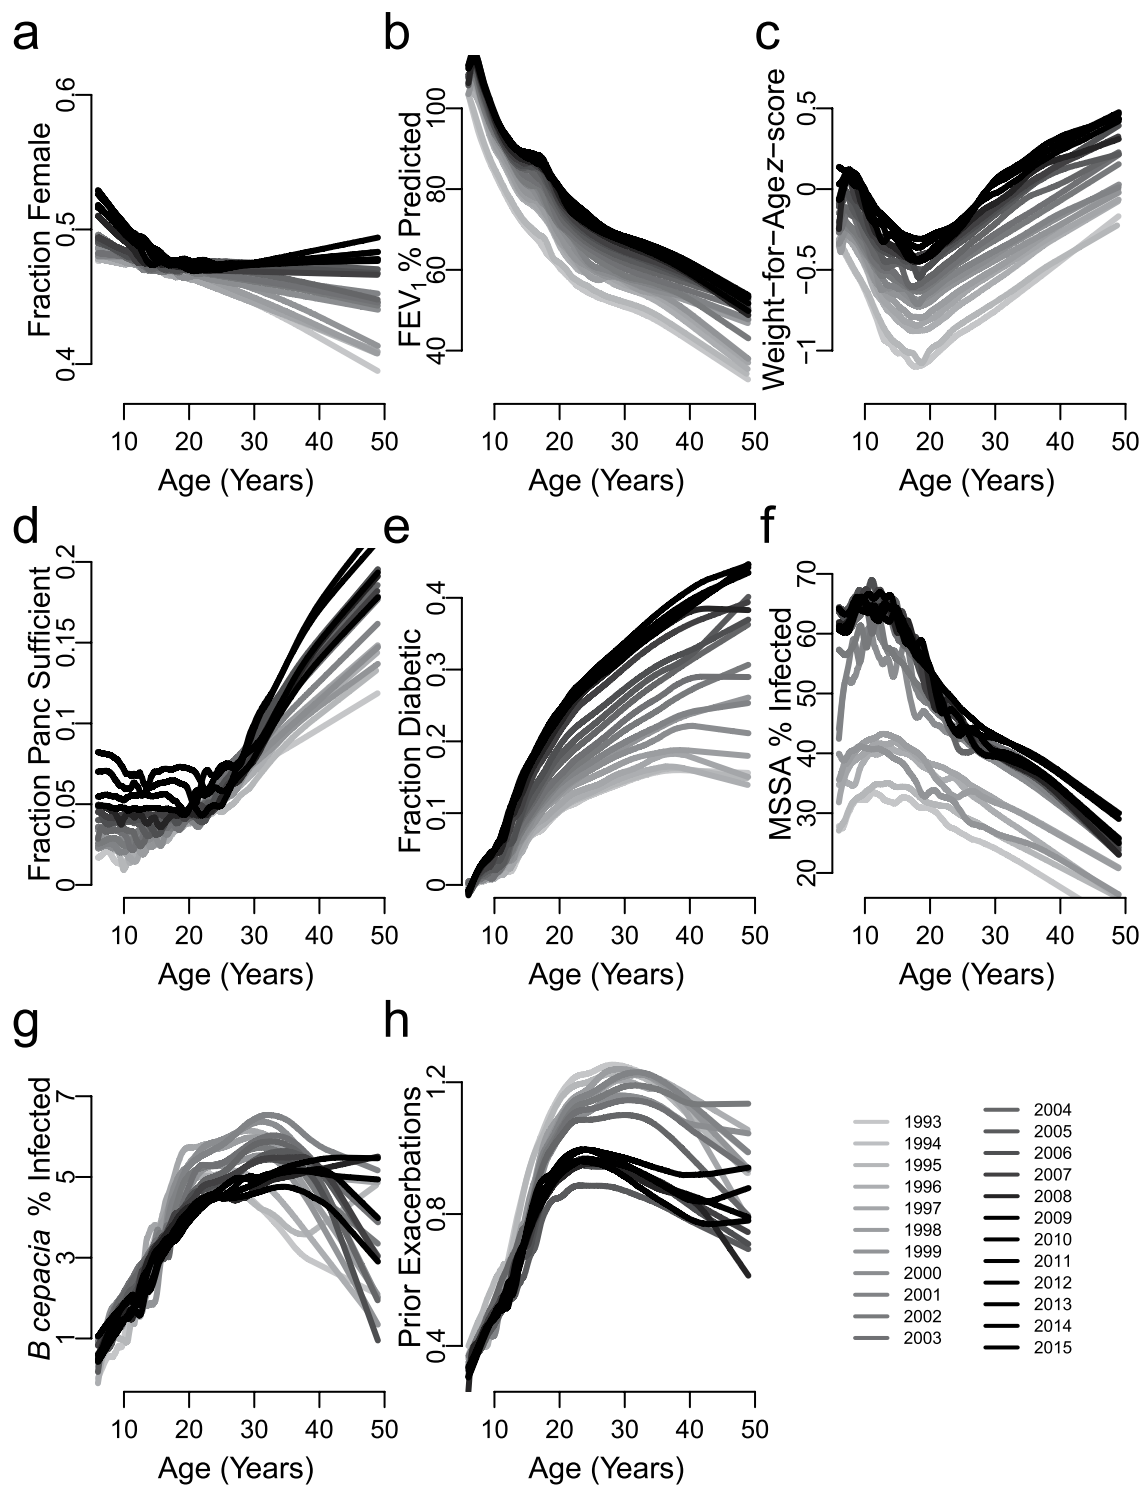 a
Fraction Female
0.6
0.5
0.4
10 20 30 40 50
Age (Years)
b
FEV1 % Predicted
100
80
60
40
10 20 30 40 50
Age (Years)
c
Weight−for−Age z−score
0.5
0
−0.5
−1
10 20 30 40 50
Age (Years)
d
Fraction Panc Sufficient
0.2
0.15
0.1
0.05
0
10 20 30 40 50
Age (Years)
e
Fraction Diabetic
0.4
0.3
0.2
0.1
0
10 20 30 40 50
Age (Years)
f
MSSA % Infected
70
60
50
40
30
20
10 20 30 40 50
Age (Years)
g
B cepacia % Infected
7
5
3
1
10 20 30 40 50
Age (Years)
h
Prior Exacerbations
1.2
0.8
0.4
10 20 30 40 50
Age (Years)
1993
1994
1995
1996
1997
1998
1999
2000
2001
2002
2003
2004
2005
2006
2007
2008
2009
2010
2011
2012
2013
2014
2015